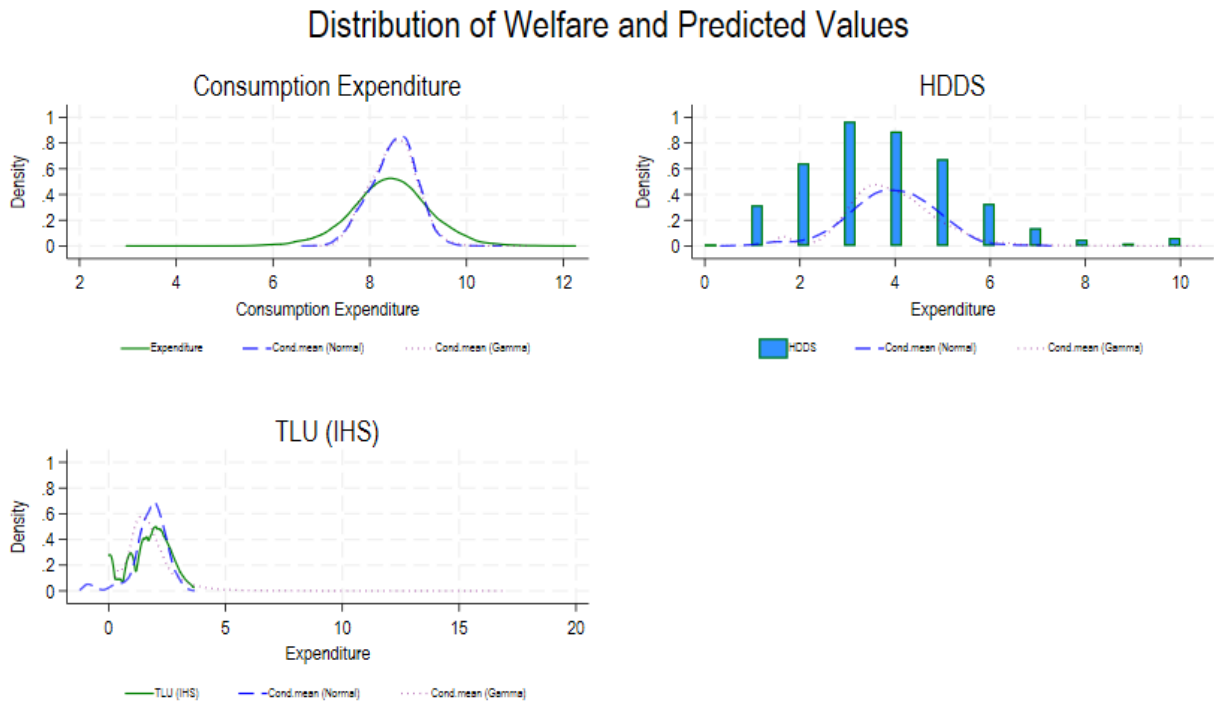 Distribution of Welfare and Predicted Values
Consumption Expenditure
1
.8
.6
.4
.2
0
Density
2 4 6 8 10 12
Consumption Expenditure
Expenditure Cond.mean (Normal) Cond.mean (Gamma)
HDDS
1
.8
.6
.4
.2
0
Density
0 2 4 6 8 10
Expenditure
HDDS Cond.mean (Normal) Cond.mean (Gamma)
TLU (IHS)
1
.8
.6
.4
.2
0
Density
0 5 10 15 20
Expenditure
TLU (IHS) Cond.mean (Normal) Cond.mean (Gamma)